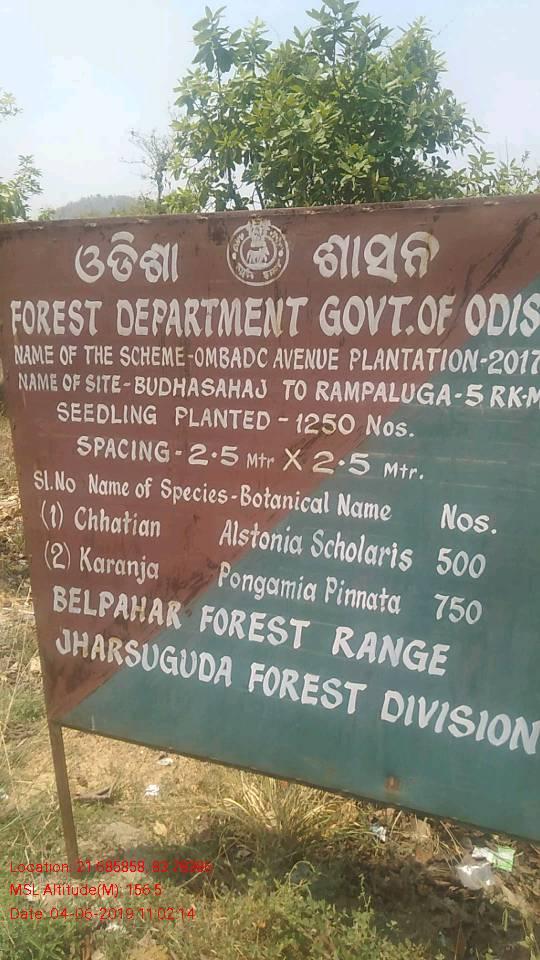 ଓଡିଶା ଶାସନ
FOREST DEPARTMENT GOVT.OF ODIS
NAME OF THE SCHEME-OMBADC AVENUE PLANTATION-2017
NAME OF SITE-BUDHASAHAJ TO RAMPALUGA-5 RK-M
SEEDLING PLANTED - 1250 Nos.
SPACING - 2.5 Mtr X 2.5 Mtr.
Sl.No Name of Species-Botanical Name Nos.
(1) Chhatian Alstonia Scholaris 500
(2) Karanja Pongamia Pinnata 750
BELPAHAR FOREST RANGE
JHARSUGUDA FOREST DIVISION
Location: 21.685858,
MSL Altitude(M): 156.5
Date: 04-06-2019 11:02:14